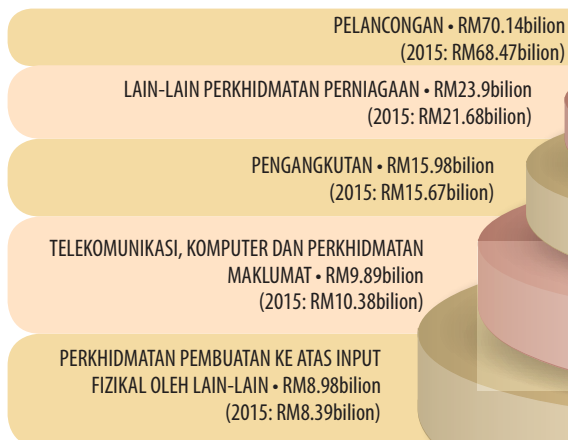 PELANCONGAN • RM70.14bilion
(2015: RM68.47bilion)
LAIN-LAIN PERKHIDMATAN PERNIAGAAN • RM23.9bilion
(2015: RM21.68bilion)
PENGANGKUTAN • RM15.98bilion
(2015: RM15.67bilion)
TELEKOMUNIKASI, KOMPUTER DAN PERKHIDMATAN
MAKLUMAT • RM9.89bilion
(2015: RM10.38bilion)
PERKHIDMATAN PEMBUATAN KE ATAS INPUT
FIZIKAL OLEH LAIN-LAIN • RM8.98bilion
(2015: RM8.39bilion)